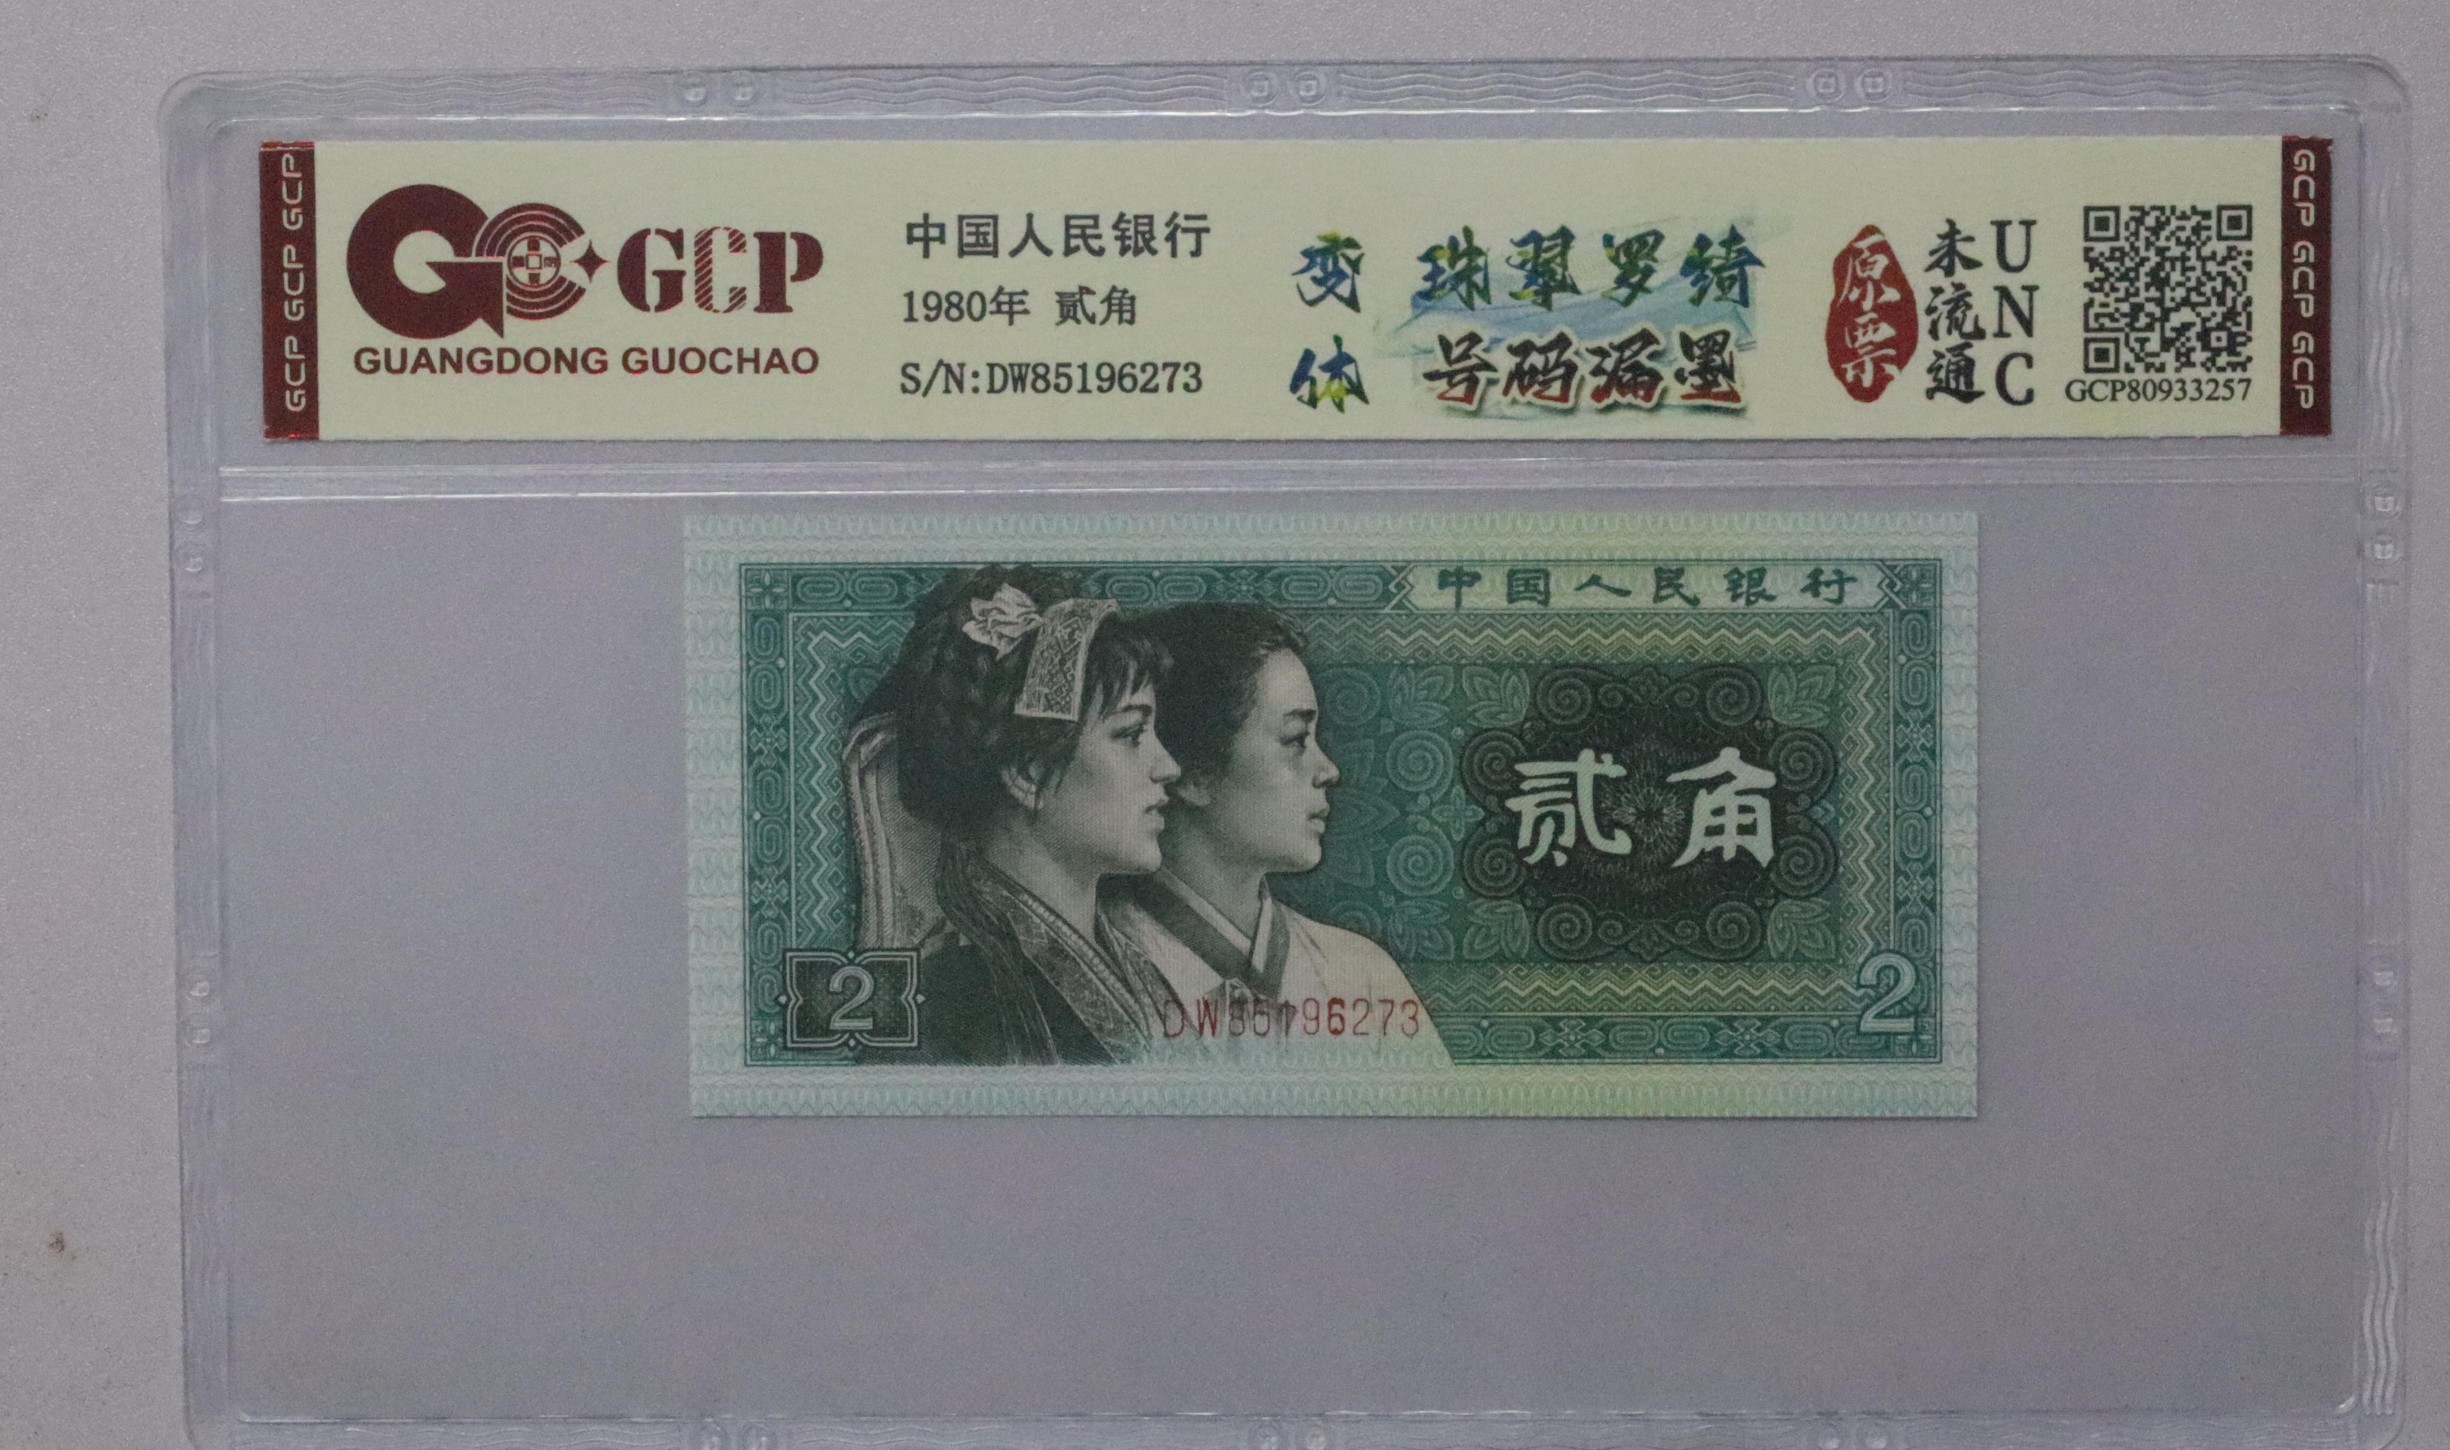 GCP GCP GCP
GCP
GUANGDONG GUOCHAO
中国人民银行
1980年 贰角
S/N:DW85196273
变体
珠翠罗绮
号码漏墨
原票
未流通
UNC
GCP80933257
GCP GCP GCP
中国人民银行
贰角
2
DW85196273
2